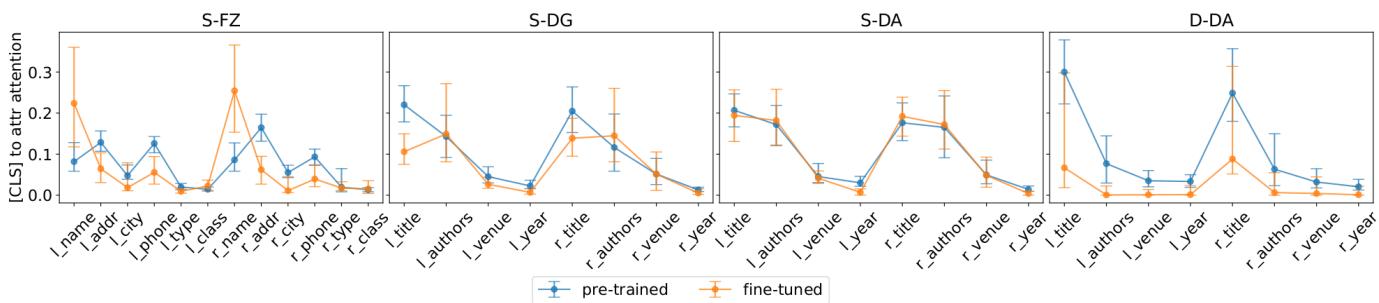 S-FZ S-DG S-DA D-DA
[CLS] to attr attention
0.3
0.2
0.1
0.0
l_name l_addr l_city l_phone l_type l_class r_name r_addr r_city r_phone r_type r_class
l_title l_authors l_venue l_year r_title r_authors r_venue r_year
l_title l_authors l_venue l_year r_title r_authors r_venue r_year
l_title l_authors l_venue l_year r_title r_authors r_venue r_year
pre-trained fine-tuned